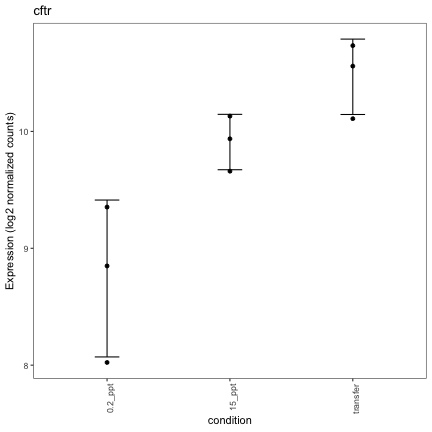 cftr
Expression (log2 normalized counts)
10
9
8
0.2_ppt
15_ppt
transfer
condition